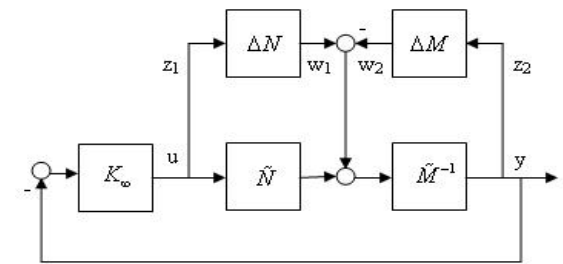 ΔN
-
ΔM
z₁
w₁
w₂
z₂
u
y
K∞
Ñ
M̃⁻¹
-